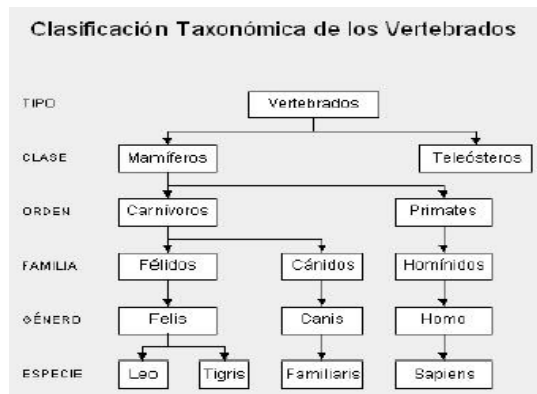 Clasificación Taxonómica de los Vertebrados
TIPO Vertebrados
CLASE Mamíferos Teleósteros
ORDEN Carnívoros Primates
FAMILIA Félidos Cánidos Homínidos
GÉNERO Felis Canis Homo
ESPECIE Leo Tigris Familiaris Sapiens